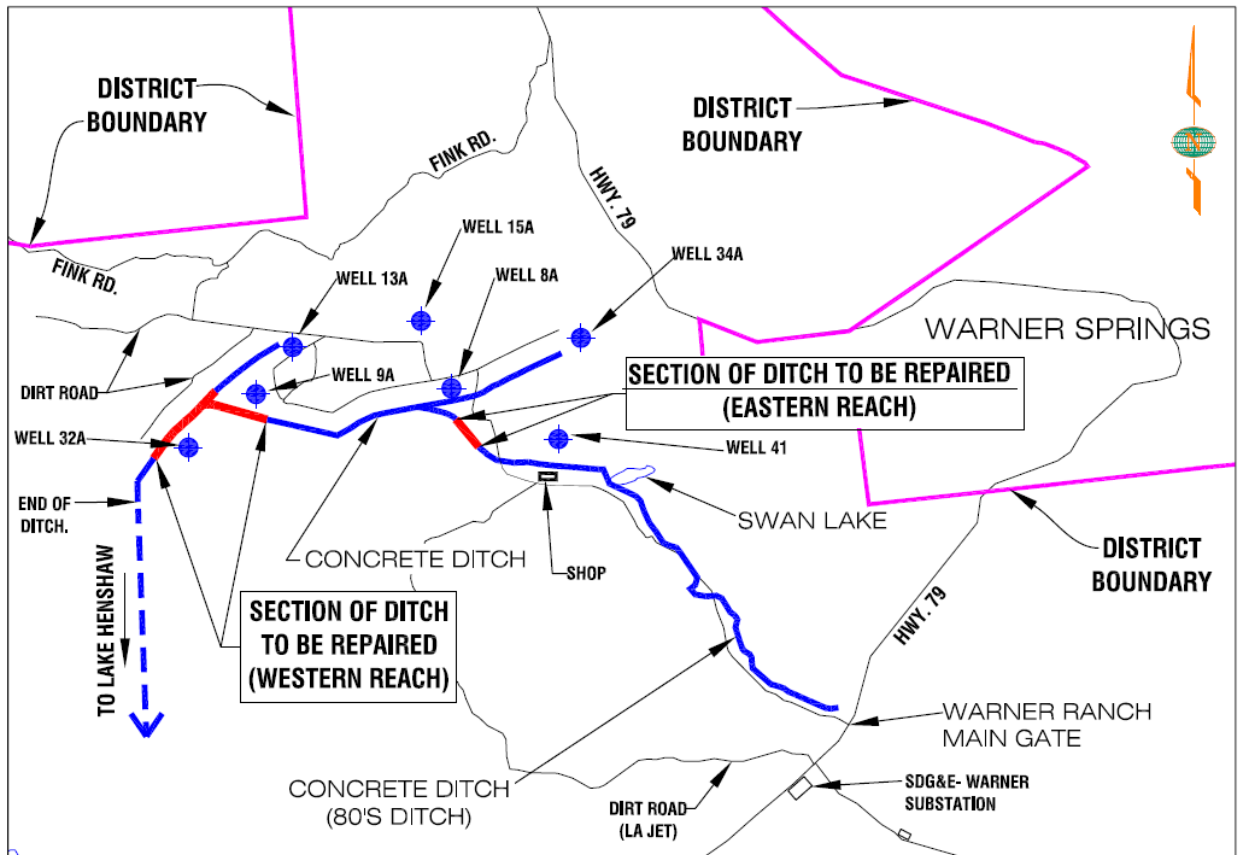 DISTRICT
BOUNDARY
DISTRICT
BOUNDARY
N
FINK RD.
HWY. 79
WELL 15A
WELL 34A
FINK RD.
WELL 13A
WELL 8A
WARNER SPRINGS
SECTION OF DITCH TO BE REPAIRED
(EASTERN REACH)
DIRT ROAD
WELL 9A
WELL 32A
WELL 41
END OF
DITCH.
SWAN LAKE
CONCRETE DITCH
SHOP
DISTRICT
BOUNDARY
TO LAKE HENSHAW
SECTION OF DITCH
TO BE REPAIRED
(WESTERN REACH)
HWY. 79
WARNER RANCH
MAIN GATE
CONCRETE DITCH
(80'S DITCH)
DIRT ROAD
(LA JET)
SDG&E- WARNER
SUBSTATION